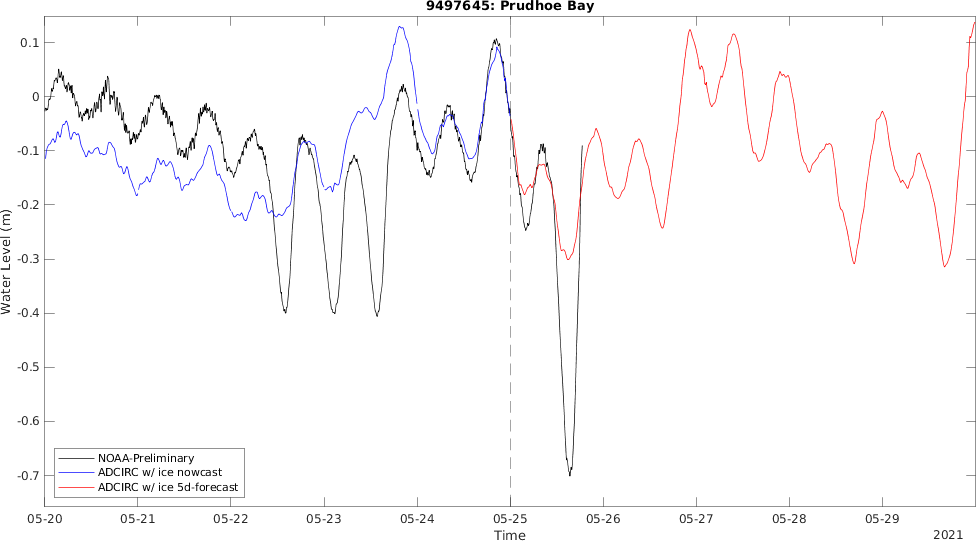 9497645: Prudhoe Bay
0.1
0
-0.1
-0.2
-0.3
-0.4
-0.5
-0.6
-0.7
Water Level (m)
NOAA-Preliminary
ADCIRC w/ ice nowcast
ADCIRC w/ ice 5d-forecast
05-20 05-21 05-22 05-23 05-24 05-25 05-26 05-27 05-28 05-29
Time
2021